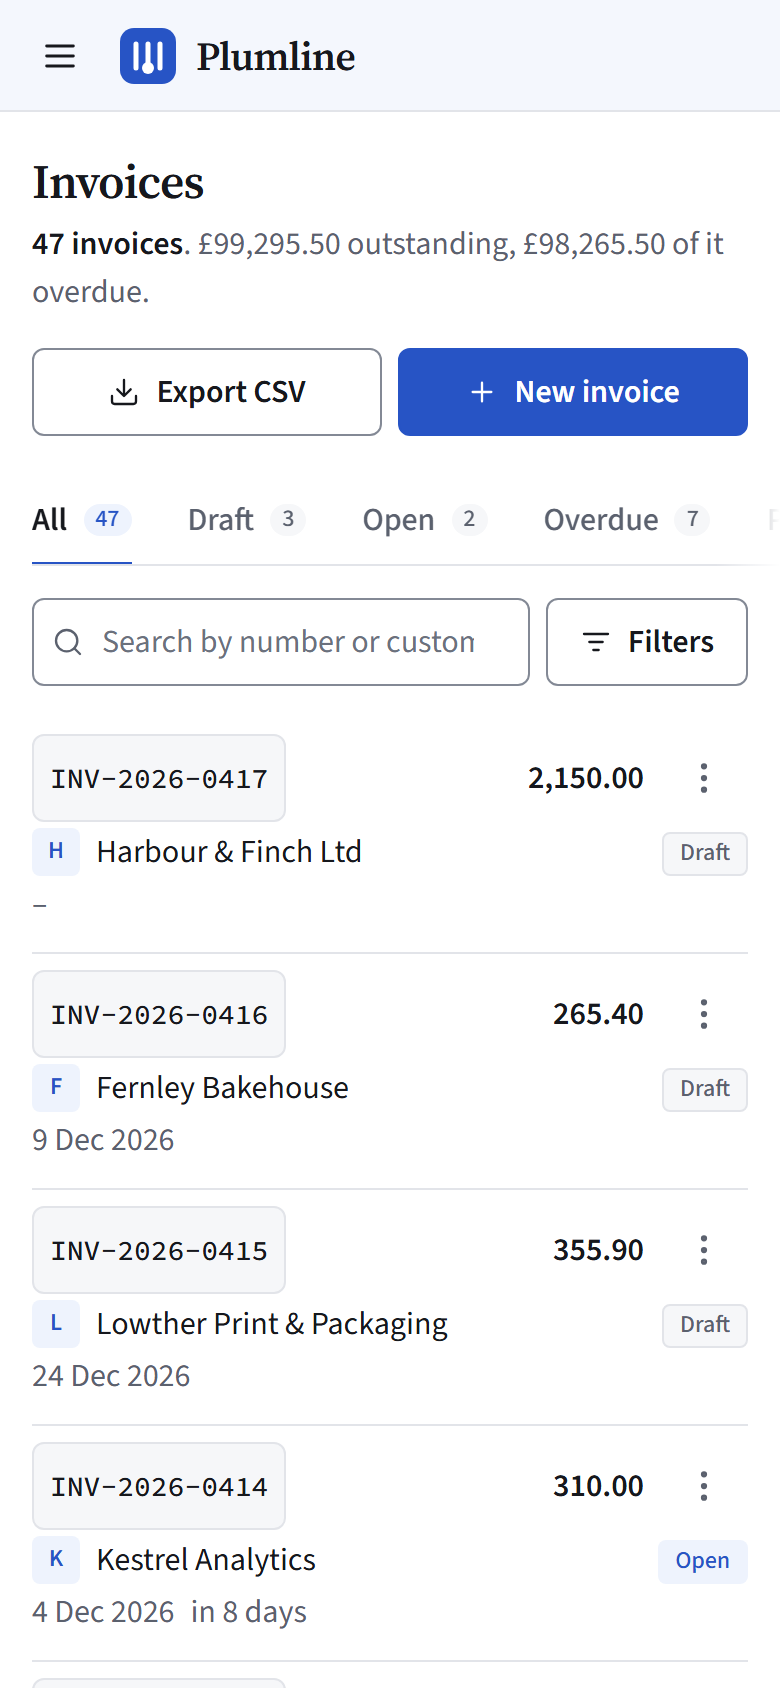 Plumline
Invoices
47 invoices. £99,295.50 outstanding, £98,265.50 of it
overdue.
Export CSV
New invoice
All 47 Draft 3 Open 2 Overdue 7
Search by number or custom
Filters
INV-2026-0417 2,150.00
H Harbour & Finch Ltd Draft
–
INV-2026-0416 265.40
F Fernley Bakehouse Draft
9 Dec 2026
INV-2026-0415 355.90
L Lowther Print & Packaging Draft
24 Dec 2026
INV-2026-0414 310.00
K Kestrel Analytics Open
4 Dec 2026 in 8 days